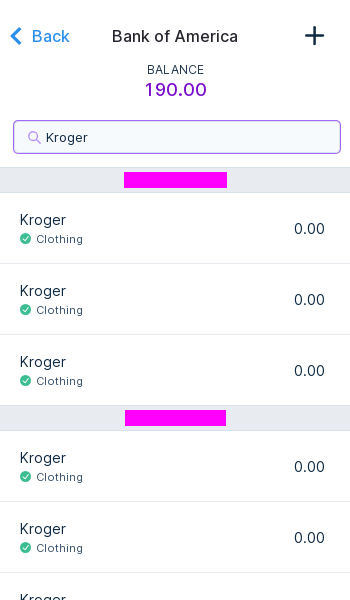 Back
Bank of America
BALANCE
190.00
Kroger
Kroger
Clothing
0.00
Kroger
Clothing
0.00
Kroger
Clothing
0.00
Kroger
Clothing
0.00
Kroger
Clothing
0.00
Kroger